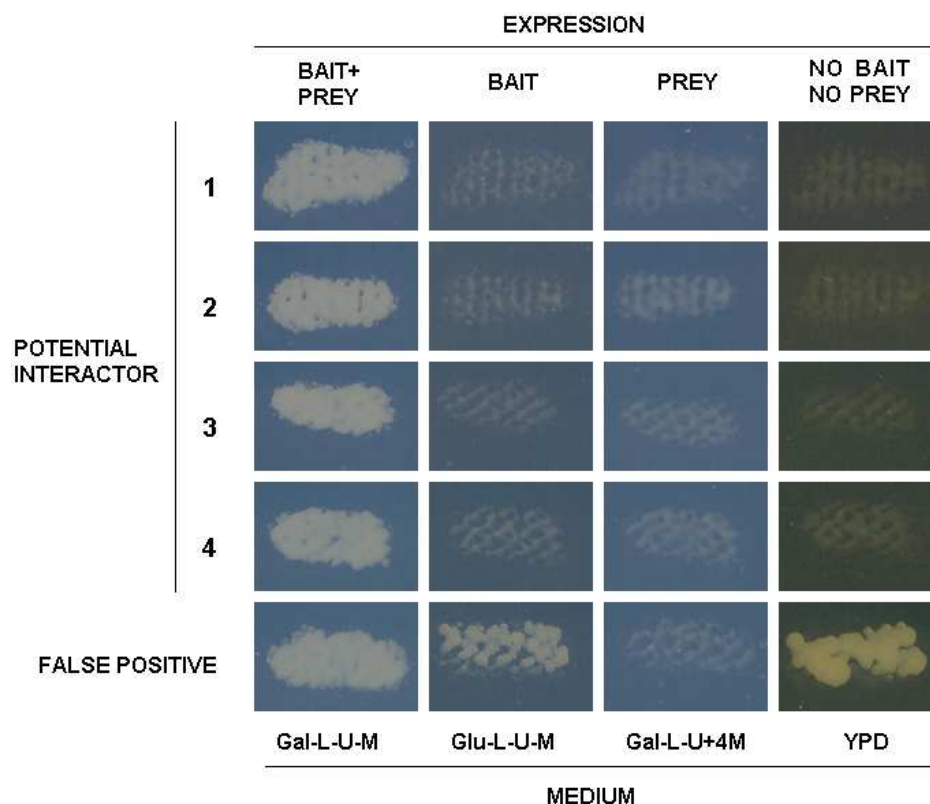 EXPRESSION
BAIT+
PREY
BAIT
PREY
NO BAIT
NO PREY
POTENTIAL
INTERACTOR
1
2
3
4
FALSE POSITIVE
Gal-L-U-M
Glu-L-U-M
Gal-L-U+4M
YPD
MEDIUM